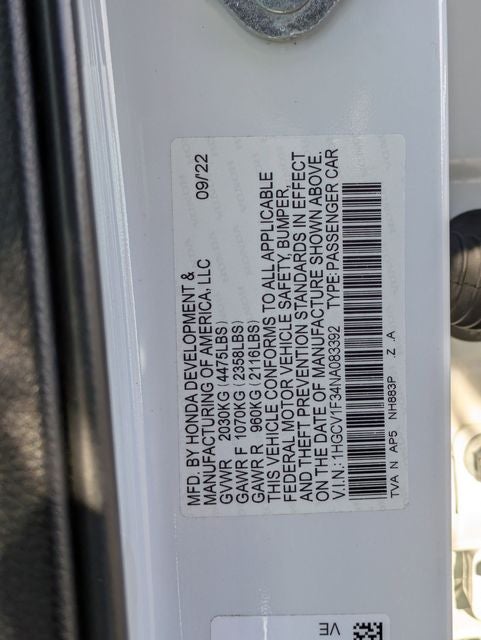 MFD. BY HONDA DEVELOPMENT &
MANUFACTURING OF AMERICA, LLC 09/22
GVWR 2030KG (4475LBS)
GAWR F 1070KG (2358LBS)
GAWR R 960KG (2116LBS)
THIS VEHICLE CONFORMS TO ALL APPLICABLE
FEDERAL MOTOR VEHICLE SAFETY, BUMPER,
AND THEFT PREVENTION STANDARDS IN EFFECT
ON THE DATE OF MANUFACTURE SHOWN ABOVE.
V.I.N.: 1HGCV1F34NA083392 TYPE: PASSENGER CAR
TVA N AP5 NH883P .Z .A
VE